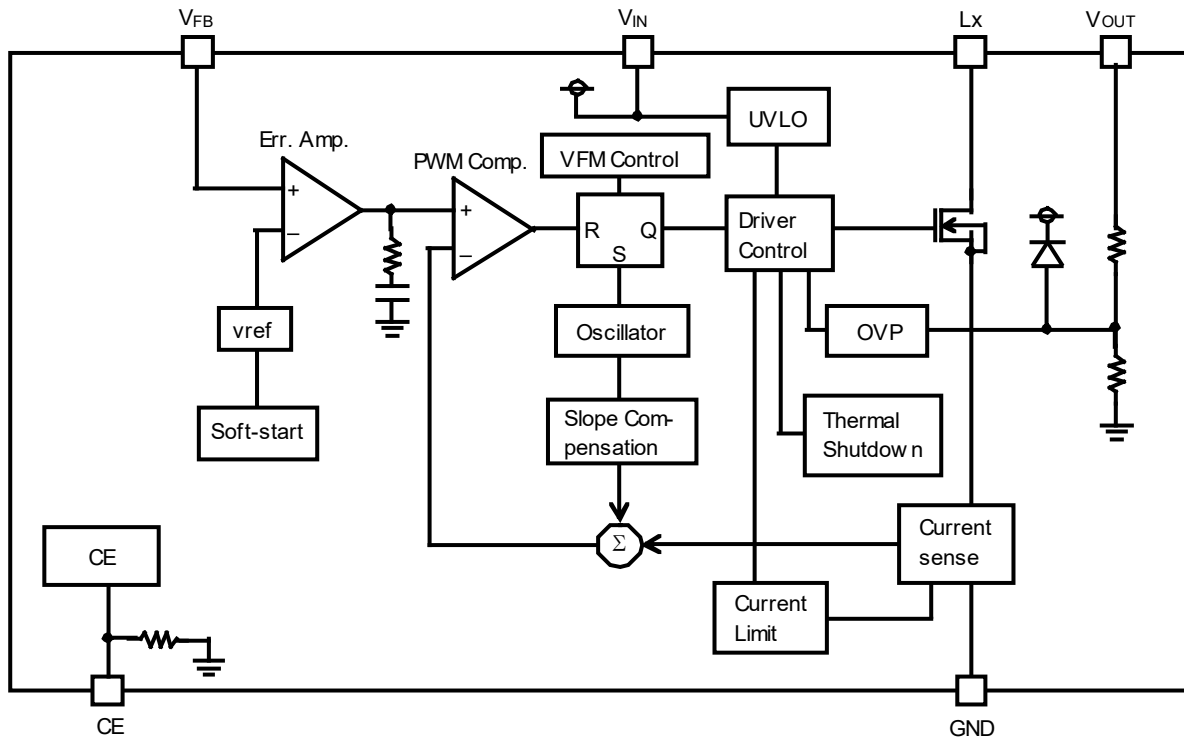 VFB
VIN
Lx
VOUT
UVLO
Err. Amp.
PWM Comp.
VFM Control
+
–
+
–
R
Q
S
Driver
Control
vref
Oscillator
OVP
Soft-start
Slope Com-
pensation
Thermal
Shutdown
CE
Σ
Current
sense
Current
Limit
CE
GND